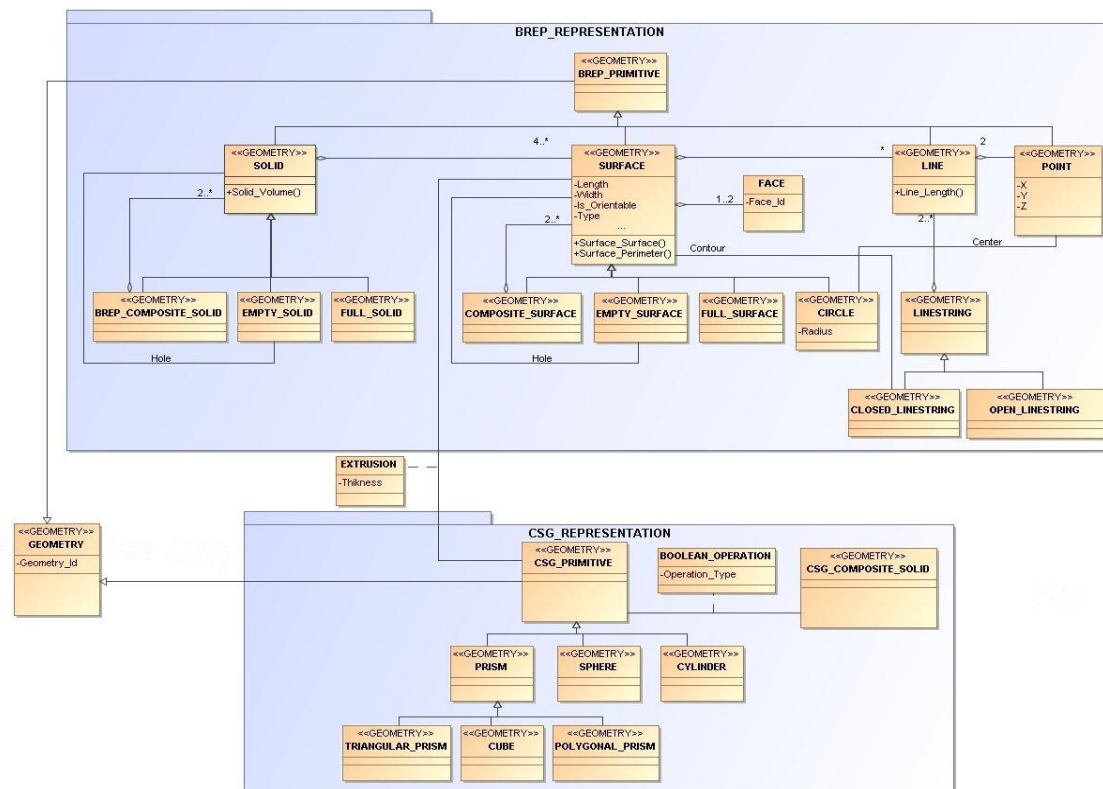 BREP_REPRESENTATION
<<GEOMETRY>>
BREP_PRIMITIVE
4..*
<<GEOMETRY>>
SOLID
+Solid_Volume()
<<GEOMETRY>>
SURFACE
-Length
-Width
-Is_Orientable
-Type
...
+Surface_Surface()
+Surface_Perimeter()
*
<<GEOMETRY>>
LINE
+Line_Length()
2
<<GEOMETRY>>
POINT
-X
-Y
-Z
FACE
-Face_Id
1..2
2..*
2..*
2..*
Contour
Center
<<GEOMETRY>>
BREP_COMPOSITE_SOLID
<<GEOMETRY>>
EMPTY_SOLID
<<GEOMETRY>>
FULL_SOLID
<<GEOMETRY>>
COMPOSITE_SURFACE
<<GEOMETRY>>
EMPTY_SURFACE
<<GEOMETRY>>
FULL_SURFACE
<<GEOMETRY>>
CIRCLE
-Radius
<<GEOMETRY>>
LINESTRING
Hole
Hole
<<GEOMETRY>>
CLOSED_LINESTRING
<<GEOMETRY>>
OPEN_LINESTRING
EXTRUSION
-Thikness
<<GEOMETRY>>
GEOMETRY
-Geometry_Id
CSG_REPRESENTATION
<<GEOMETRY>>
CSG_PRIMITIVE
BOOLEAN_OPERATION
-Operation_Type
<<GEOMETRY>>
CSG_COMPOSITE_SOLID
<<GEOMETRY>>
PRISM
<<GEOMETRY>>
SPHERE
<<GEOMETRY>>
CYLINDER
<<GEOMETRY>>
TRIANGULAR_PRISM
<<GEOMETRY>>
CUBE
<<GEOMETRY>>
POLYGONAL_PRISM